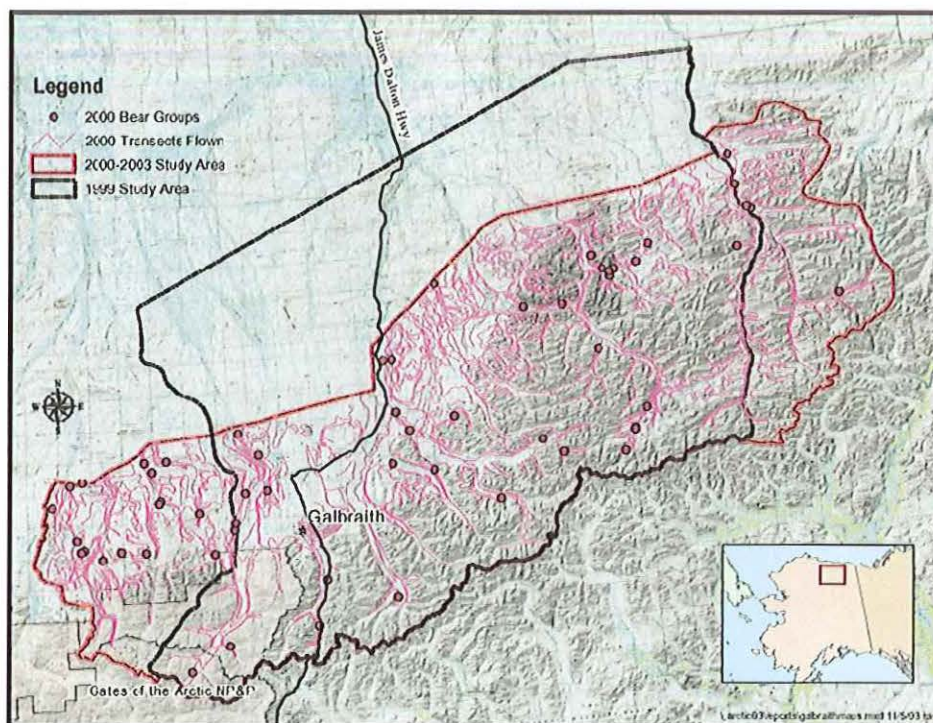 Legend
2000 Bear Groups
2000 Transects Flown
2000-2003 Study Area
1999 Study Area
James Dalton Hwy
N
W E
S
Galbraith
Gates of the Arctic NP&P